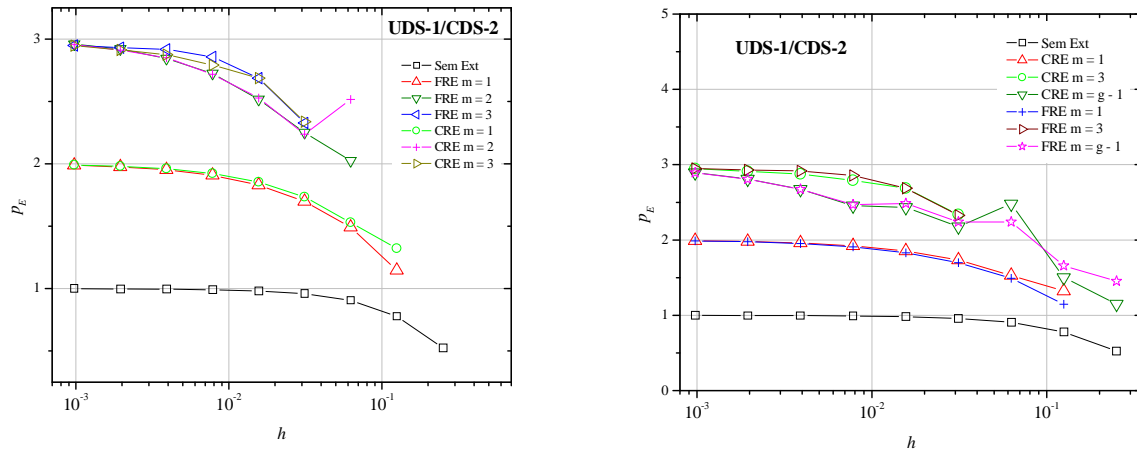 UDS-1/CDS-2
Sem Ext
FRE m = 1
FRE m = 2
FRE m = 3
CRE m = 1
CRE m = 2
CRE m = 3
3
2
1
p_E
10^-3
10^-2
10^-1
h
UDS-1/CDS-2
Sem Ext
CRE m = 1
CRE m = 3
CRE m = g - 1
FRE m = 1
FRE m = 3
FRE m = g - 1
5
4
3
2
1
0
p_E
10^-3
10^-2
10^-1
h